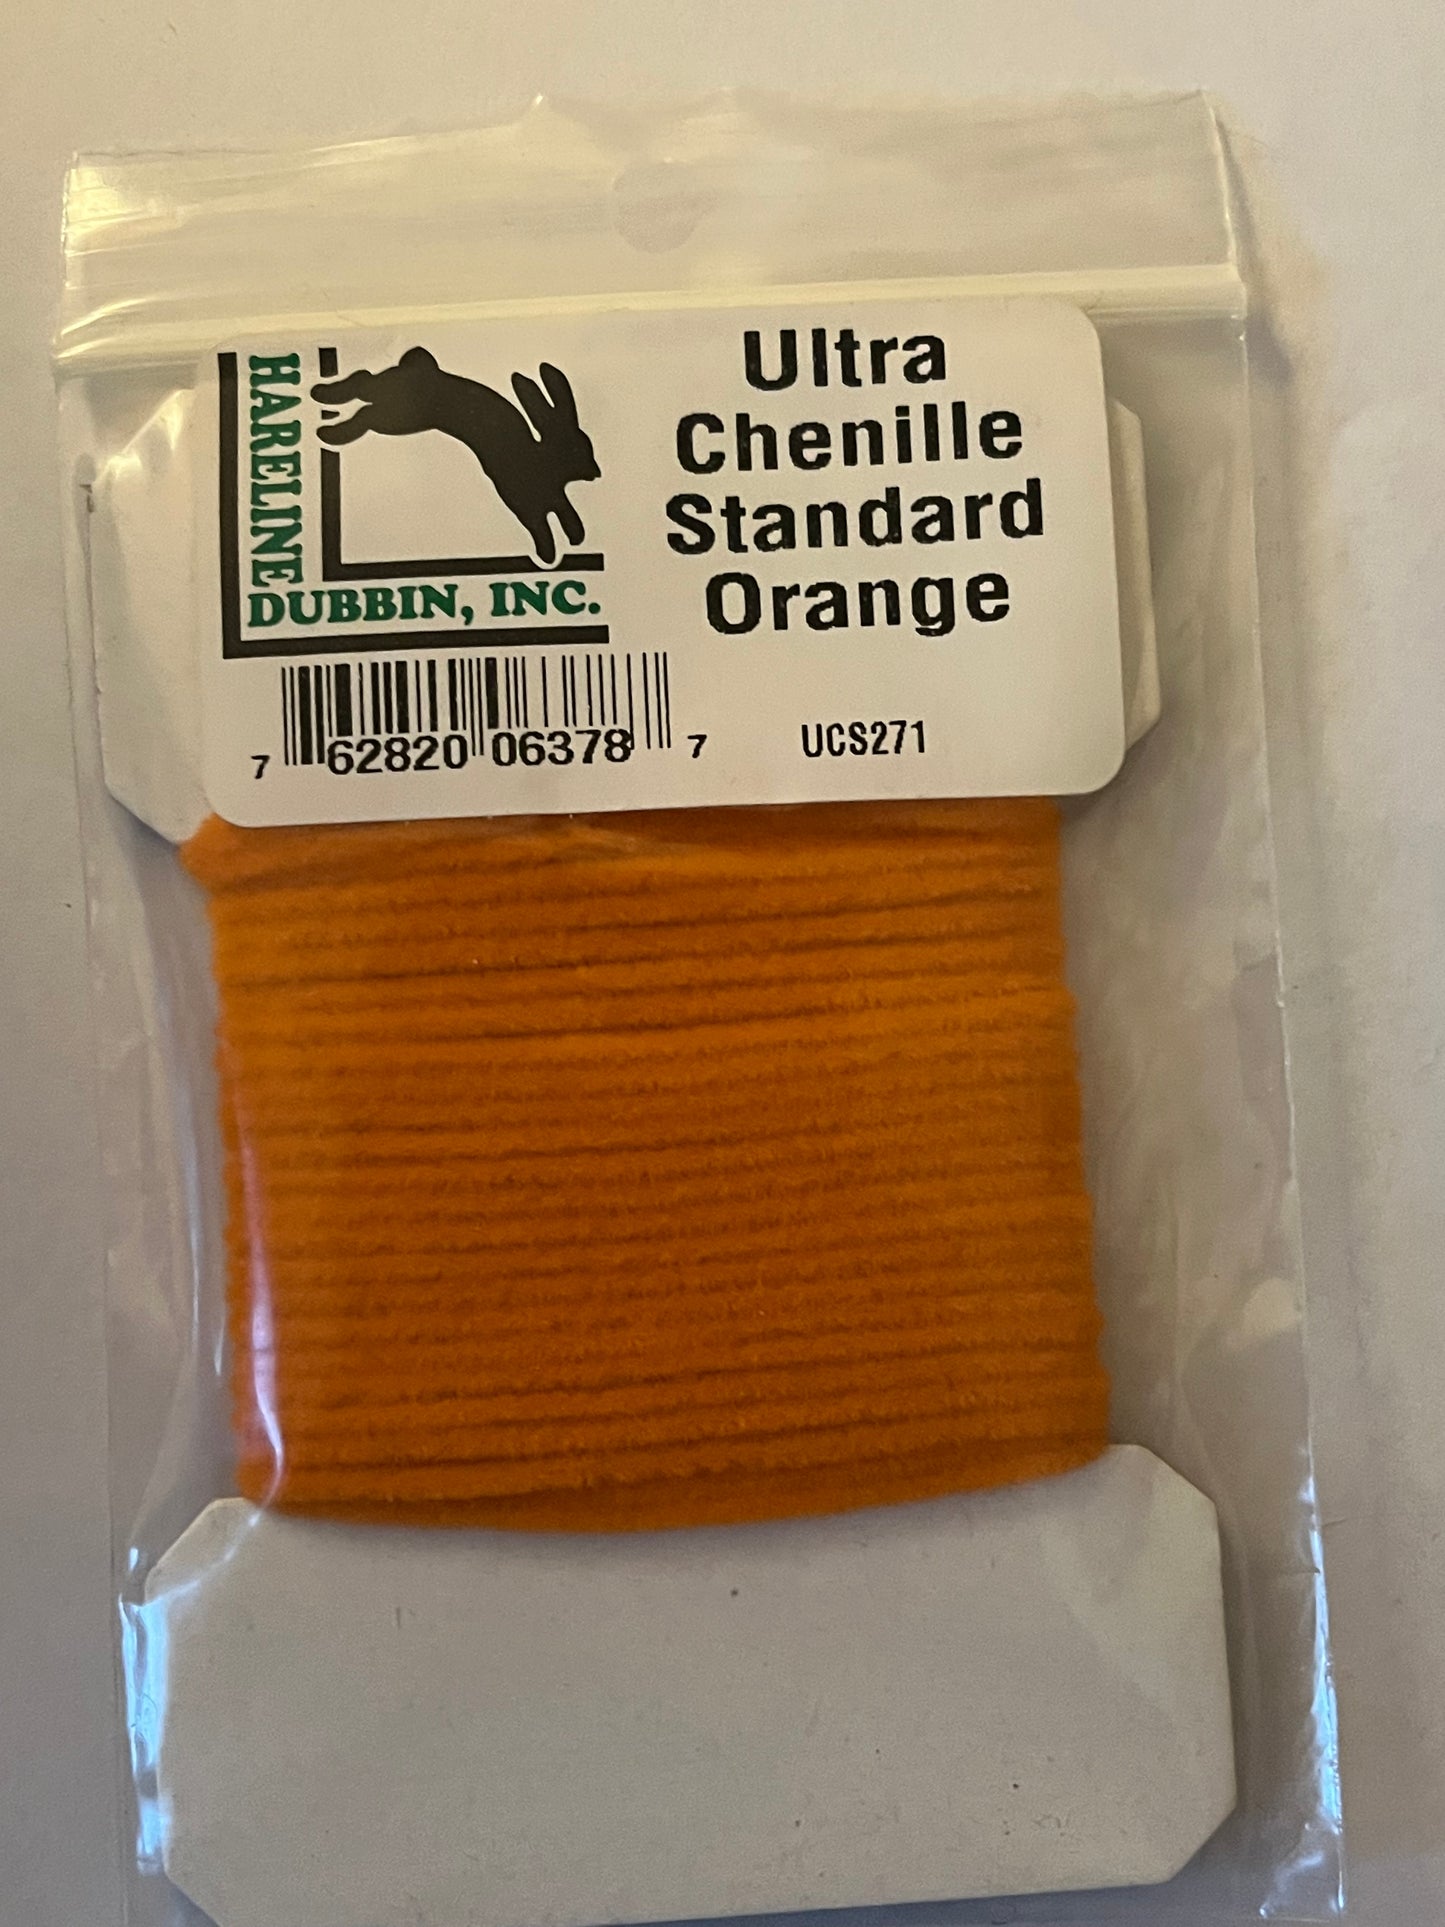 HARELINE
DUBBIN, INC.
Ultra
Chenille
Standard
Orange
7 62820 06378 7
UCS271